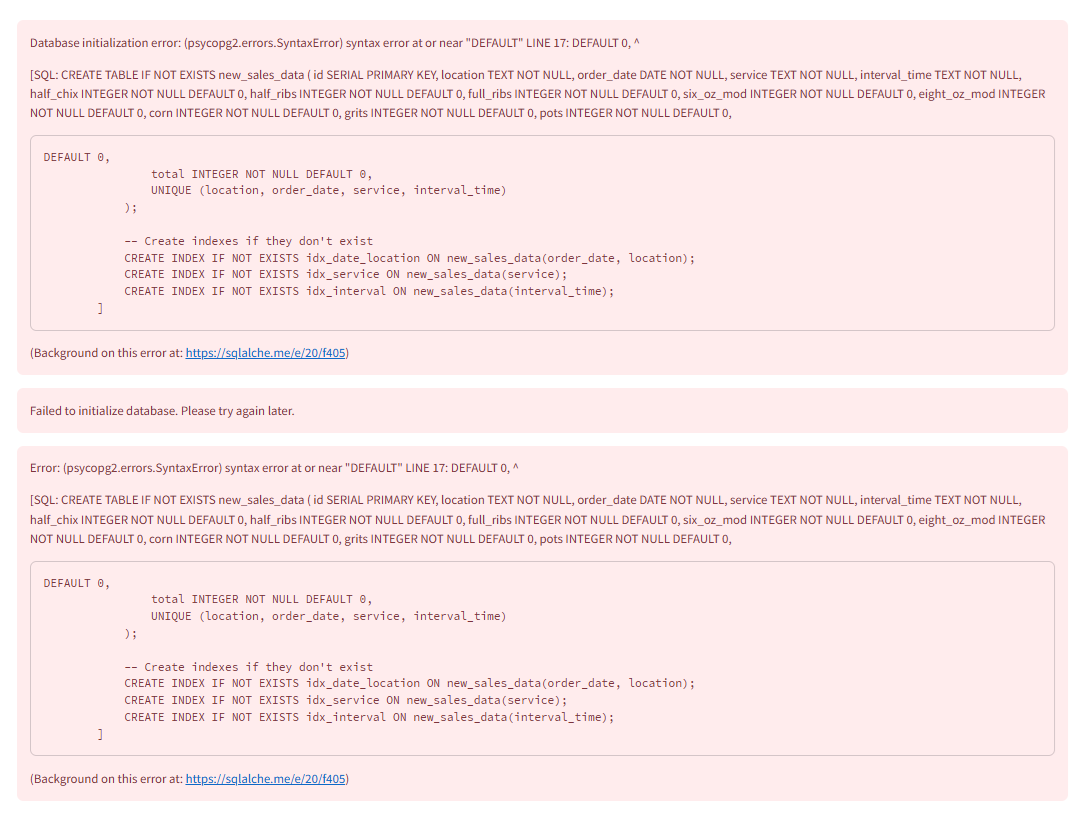 Database initialization error: (psycopg2.errors.SyntaxError) syntax error at or near "DEFAULT" LINE 17: DEFAULT 0, ^
[SQL: CREATE TABLE IF NOT EXISTS new_sales_data ( id SERIAL PRIMARY KEY, location TEXT NOT NULL, order_date DATE NOT NULL, service TEXT NOT NULL, interval_time TEXT NOT NULL,
half_chix INTEGER NOT NULL DEFAULT 0, half_ribs INTEGER NOT NULL DEFAULT 0, full_ribs INTEGER NOT NULL DEFAULT 0, six_oz_mod INTEGER NOT NULL DEFAULT 0, eight_oz_mod INTEGER
NOT NULL DEFAULT 0, corn INTEGER NOT NULL DEFAULT 0, grits INTEGER NOT NULL DEFAULT 0, pots INTEGER NOT NULL DEFAULT 0,
DEFAULT 0,
total INTEGER NOT NULL DEFAULT 0,
UNIQUE (location, order_date, service, interval_time)
);
-- Create indexes if they don't exist
CREATE INDEX IF NOT EXISTS idx_date_location ON new_sales_data(order_date, location);
CREATE INDEX IF NOT EXISTS idx_service ON new_sales_data(service);
CREATE INDEX IF NOT EXISTS idx_interval ON new_sales_data(interval_time);
]
(Background on this error at: https://sqlalche.me/e/20/f405)
Failed to initialize database. Please try again later.
Error: (psycopg2.errors.SyntaxError) syntax error at or near "DEFAULT" LINE 17: DEFAULT 0, ^
[SQL: CREATE TABLE IF NOT EXISTS new_sales_data ( id SERIAL PRIMARY KEY, location TEXT NOT NULL, order_date DATE NOT NULL, service TEXT NOT NULL, interval_time TEXT NOT NULL,
half_chix INTEGER NOT NULL DEFAULT 0, half_ribs INTEGER NOT NULL DEFAULT 0, full_ribs INTEGER NOT NULL DEFAULT 0, six_oz_mod INTEGER NOT NULL DEFAULT 0, eight_oz_mod INTEGER
NOT NULL DEFAULT 0, corn INTEGER NOT NULL DEFAULT 0, grits INTEGER NOT NULL DEFAULT 0, pots INTEGER NOT NULL DEFAULT 0,
DEFAULT 0,
total INTEGER NOT NULL DEFAULT 0,
UNIQUE (location, order_date, service, interval_time)
);
-- Create indexes if they don't exist
CREATE INDEX IF NOT EXISTS idx_date_location ON new_sales_data(order_date, location);
CREATE INDEX IF NOT EXISTS idx_service ON new_sales_data(service);
CREATE INDEX IF NOT EXISTS idx_interval ON new_sales_data(interval_time);
]
(Background on this error at: https://sqlalche.me/e/20/f405)